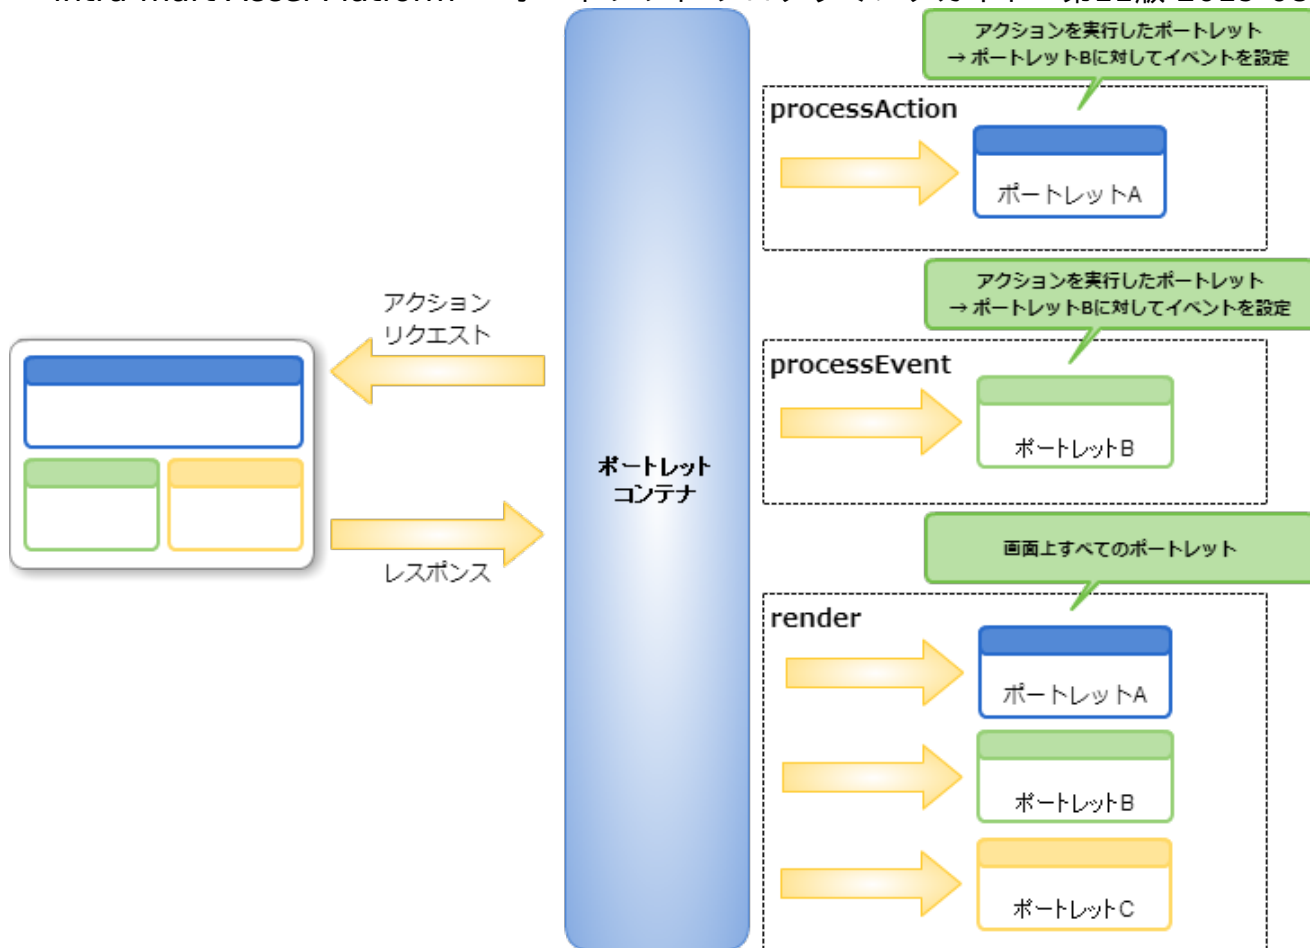 アクションを実行したポートレット
→ ポートレットBに対してイベントを設定
processAction
ポートレットA
アクションを実行したポートレット
→ ポートレットBに対してイベントを設定
アクション
リクエスト
processEvent
ポートレットB
ポートレット
コンテナ
レスポンス
画面上すべてのポートレット
render
ポートレットA
ポートレットB
ポートレットC